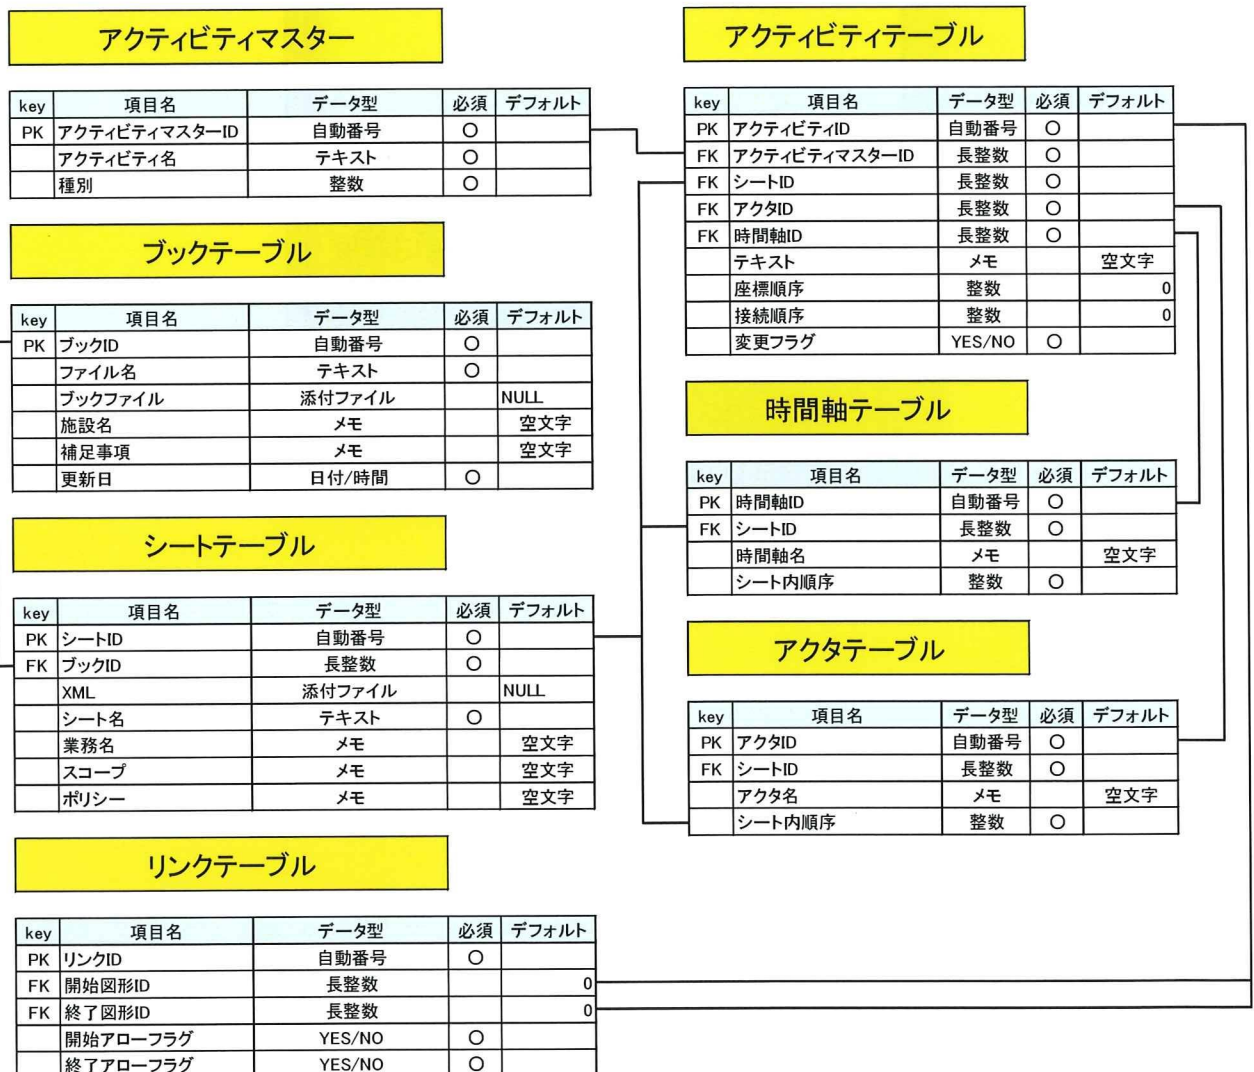 アクティビティマスター
key 項目名 データ型 必須 デフォルト
PK アクティビティマスターID 自動番号 ○
アクティビティ名 テキスト ○
種別 整数 ○
ブックテーブル
key 項目名 データ型 必須 デフォルト
PK ブックID 自動番号 ○
ファイル名 テキスト ○
ブックファイル 添付ファイル NULL
施設名 メモ 空文字
補足事項 メモ 空文字
更新日 日付/時間 ○
シートテーブル
key 項目名 データ型 必須 デフォルト
PK シートID 自動番号 ○
FK ブックID 長整数 ○
XML 添付ファイル NULL
シート名 テキスト ○
業務名 メモ 空文字
スコープ メモ 空文字
ポリシー メモ 空文字
リンクテーブル
key 項目名 データ型 必須 デフォルト
PK リンクID 自動番号 ○
FK 開始図形ID 長整数 0
FK 終了図形ID 長整数 0
開始アローフラグ YES/NO ○
終了アローフラグ YES/NO ○
アクティビティテーブル
key 項目名 データ型 必須 デフォルト
PK アクティビティID 自動番号 ○
FK アクティビティマスターID 長整数 ○
FK シートID 長整数 ○
FK アクタID 長整数 ○
FK 時間軸ID 長整数 ○
テキスト メモ 空文字
座標順序 整数 0
接続順序 整数 0
変更フラグ YES/NO ○
時間軸テーブル
key 項目名 データ型 必須 デフォルト
PK 時間軸ID 自動番号 ○
FK シートID 長整数 ○
時間軸名 メモ 空文字
シート内順序 整数 ○
アクタテーブル
key 項目名 データ型 必須 デフォルト
PK アクタID 自動番号 ○
FK シートID 長整数 ○
アクタ名 メモ 空文字
シート内順序 整数 ○